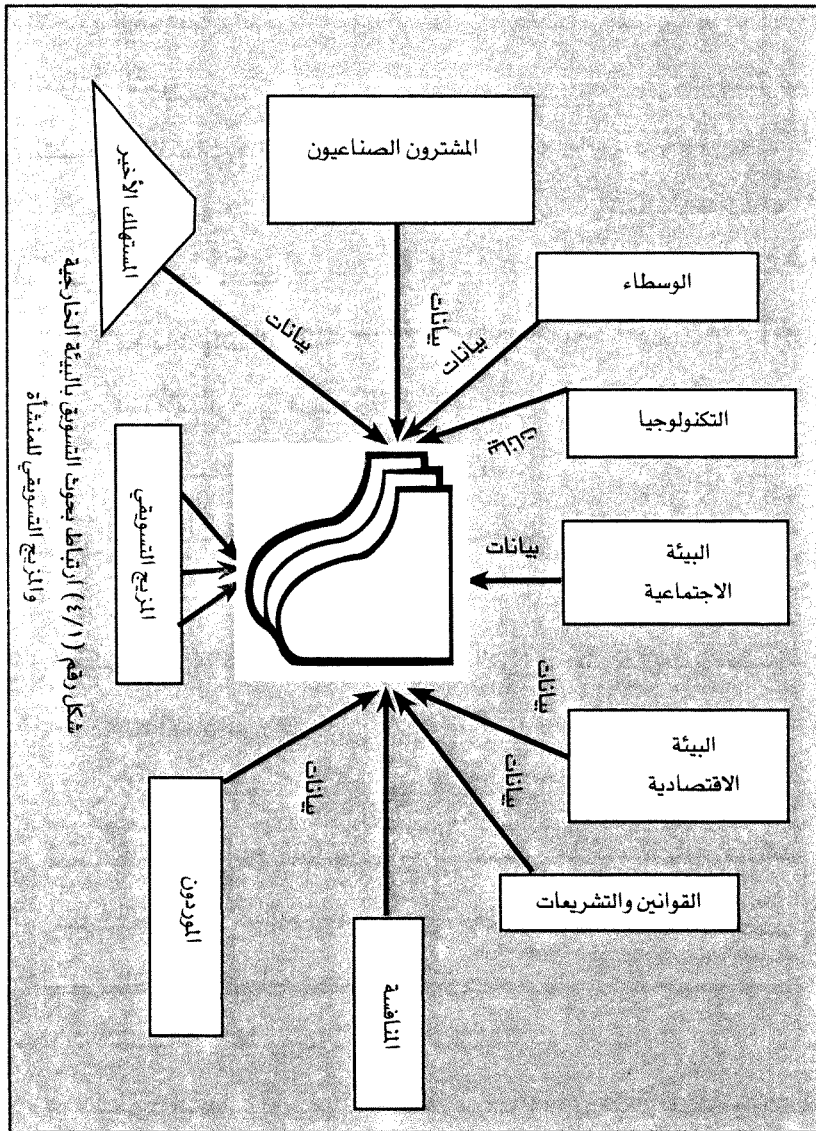 المشترون الصناعيون
الوسطاء
التكنولوجيا
البيئة
الاجتماعية
البيئة
الاقتصادية
القوانين والتشريعات
المنافسة
الموردون
المزيج التسويقي
المستهلك الأخير
بيانات
بيانات
بيانات
بيانات
بيانات
بيانات
بيانات
بيانات
شكل رقم (٤/١) ارتباط بحوث التسويق بالبيئة الخارجية
والمزيج التسويقي للمنشأة